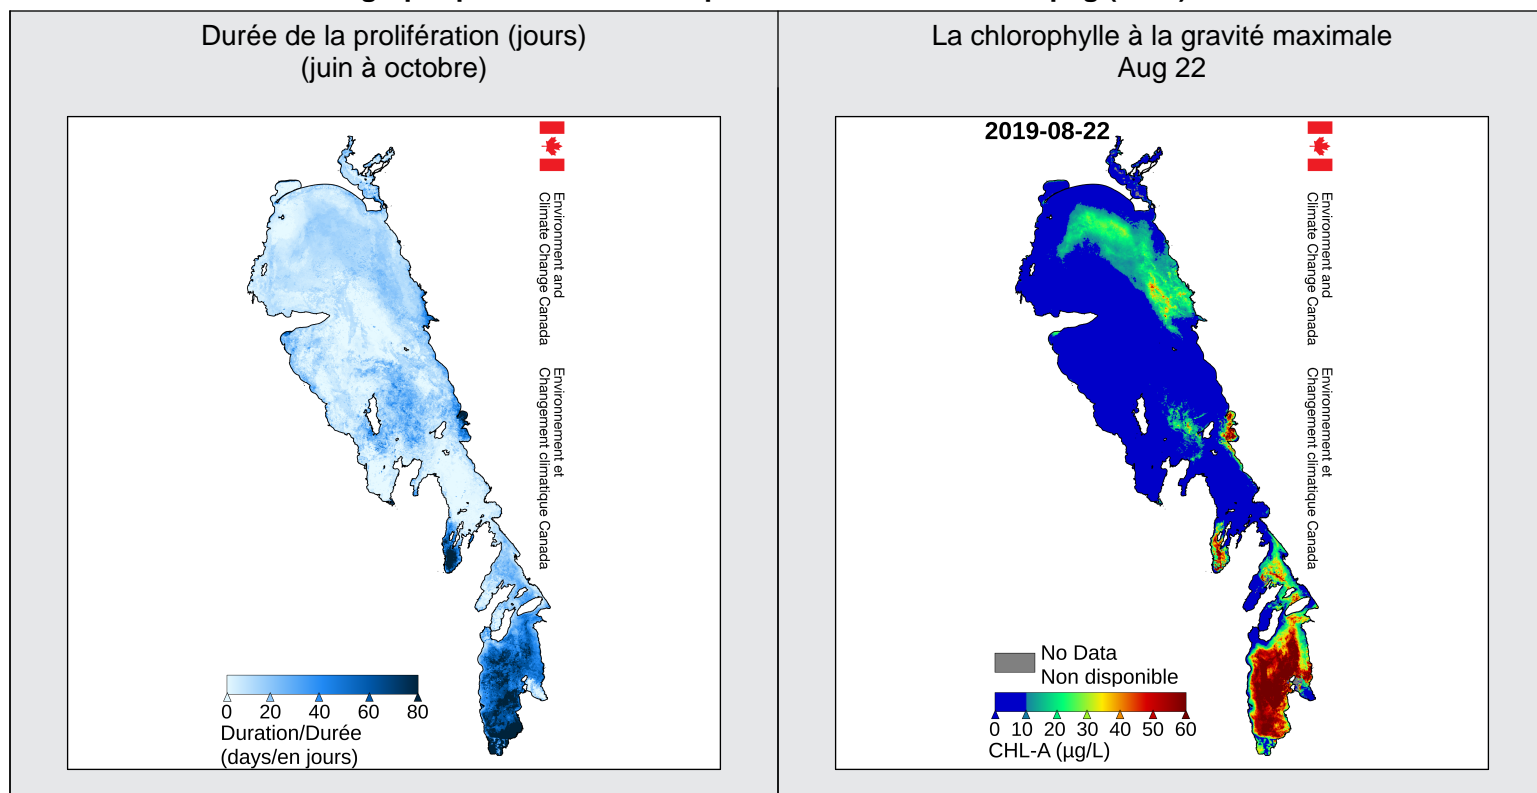 Durée de la prolifération (jours)
(juin à octobre)
La chlorophylle à la gravité maximale
Aug 22
Environment and
Climate Change Canada
Environnement et
Changement climatique Canada
0 20 40 60 80
Duration/Durée
(days/en jours)
2019-08-22
Environment and
Climate Change Canada
Environnement et
Changement climatique Canada
No Data
Non disponible
0 10 20 30 40 50 60
CHL-A (µg/L)